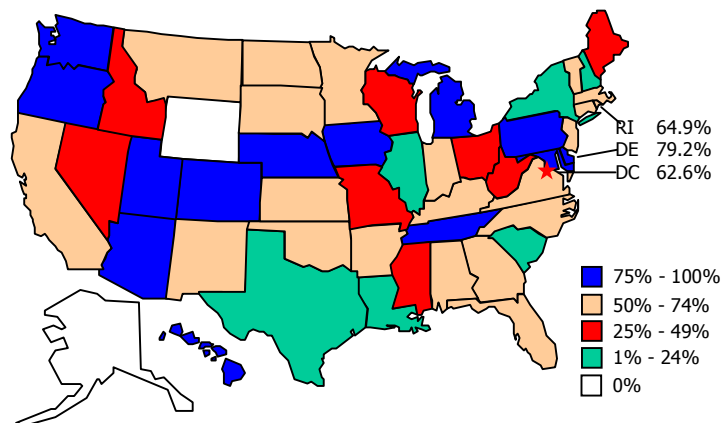 RI 64.9%
DE 79.2%
DC 62.6%
75% - 100%
50% - 74%
25% - 49%
1% - 24%
0%